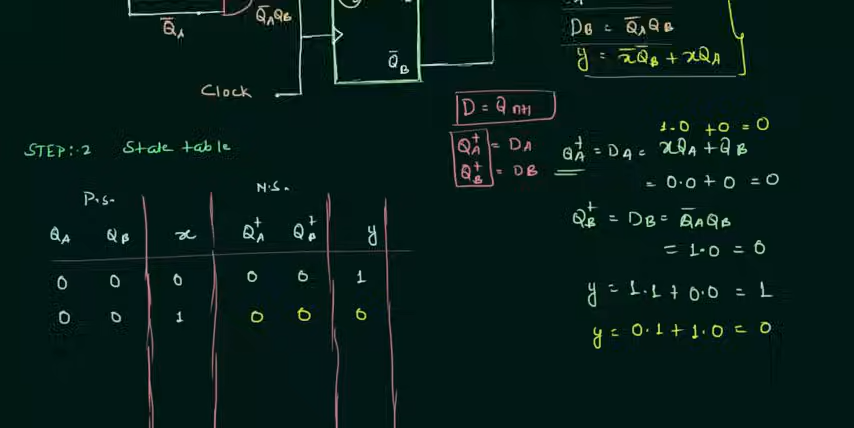 Q̅A
Q̅AQB
Q̅B
Clock
DB = Q̅AQB
y = x̅Q̅B + xQA
D = Qn+1
QA⁺ = DA
QB⁺ = DB
1.0 + 0 = 0
QA⁺ = DA = xQA + QB
= 0.0 + 0 = 0
QB⁺ = DB = Q̅AQB
= 1.0 = 0
y = 1.1 + 0.0 = 1
y = 0.1 + 1.0 = 0
STEP:-2 State table
P.S. N.S.
QA QB x QA⁺ QB⁺ y
0 0 0 0 0 1
0 0 1 0 0 0